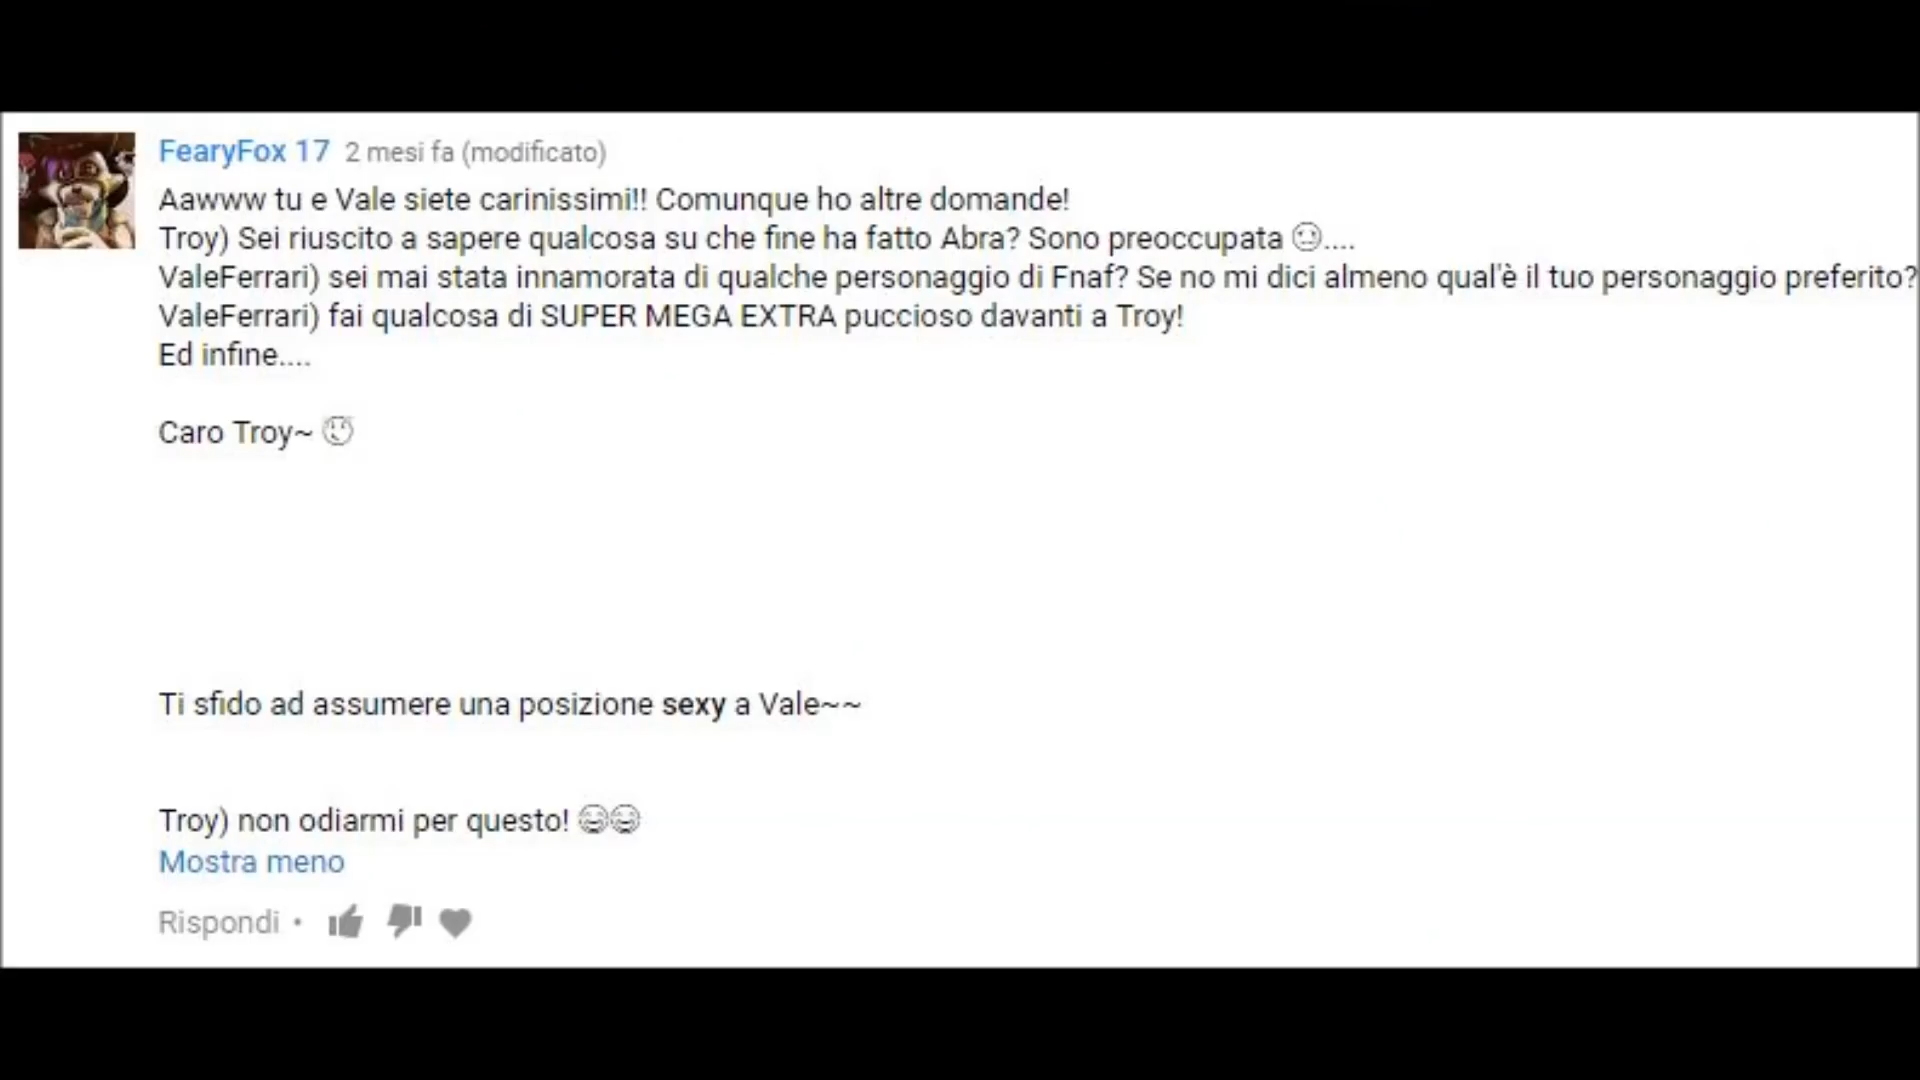 FearyFox 17 2 mesi fa (modificato)
Aawww tu e Vale siete carinissimi!! Comunque ho altre domande!
Troy) Sei riuscito a sapere qualcosa su che fine ha fatto Abra? Sono preoccupata 😐....
ValeFerrari) sei mai stata innamorata di qualche personaggio di Fnaf? Se no mi dici almeno qual'è il tuo personaggio preferito?
ValeFerrari) fai qualcosa di SUPER MEGA EXTRA puccioso davanti a Troy!
Ed infine....
Caro Troy~
Ti sfido ad assumere una posizione sexy a Vale~~
Troy) non odiarmi per questo! 😂😂
Mostra meno
Rispondi •